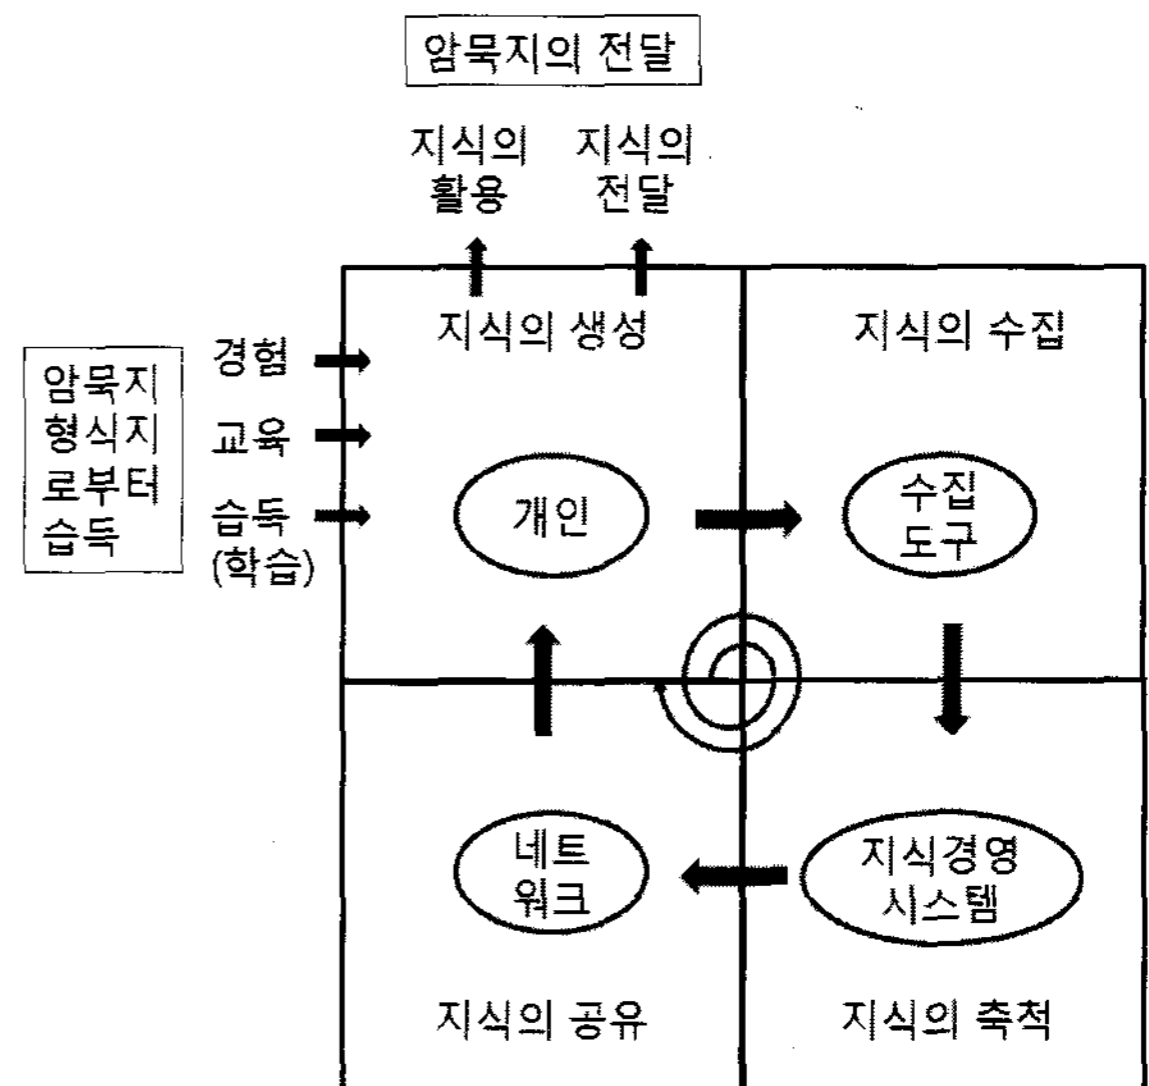 암묵지의 전달
지식의
활용
지식의
전달
지식의 생성
지식의 수집
암묵지
형식지
로부터
습득
경험
교육
습득
(학습)
개인
수집
도구
네트
워크
지식경영
시스템
지식의 공유
지식의 축척